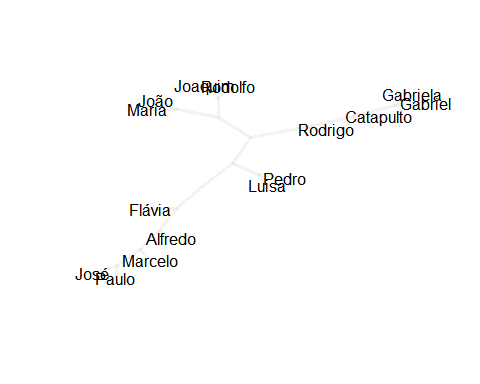 Gabriela
Gabriel
Joaquim
Rodolfo
João
Maria
Catapulto
Rodrigo
Pedro
Luisa
Flávia
Alfredo
Marcelo
José
Paulo